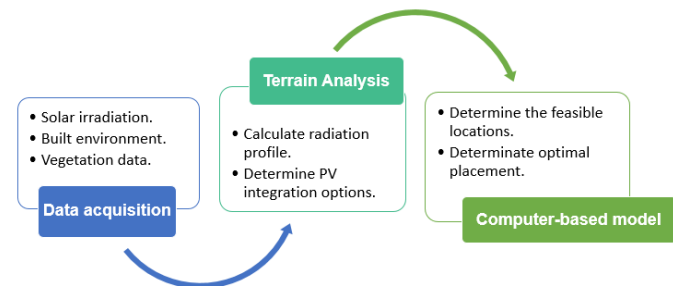 • Solar irradiation.
• Built environment.
• Vegetation data.
Data acquisition
Terrain Analysis
• Calculate radiation
profile.
• Determine PV
integration options.
• Determine the feasible
locations.
• Determinate optimal
placement.
Computer-based model